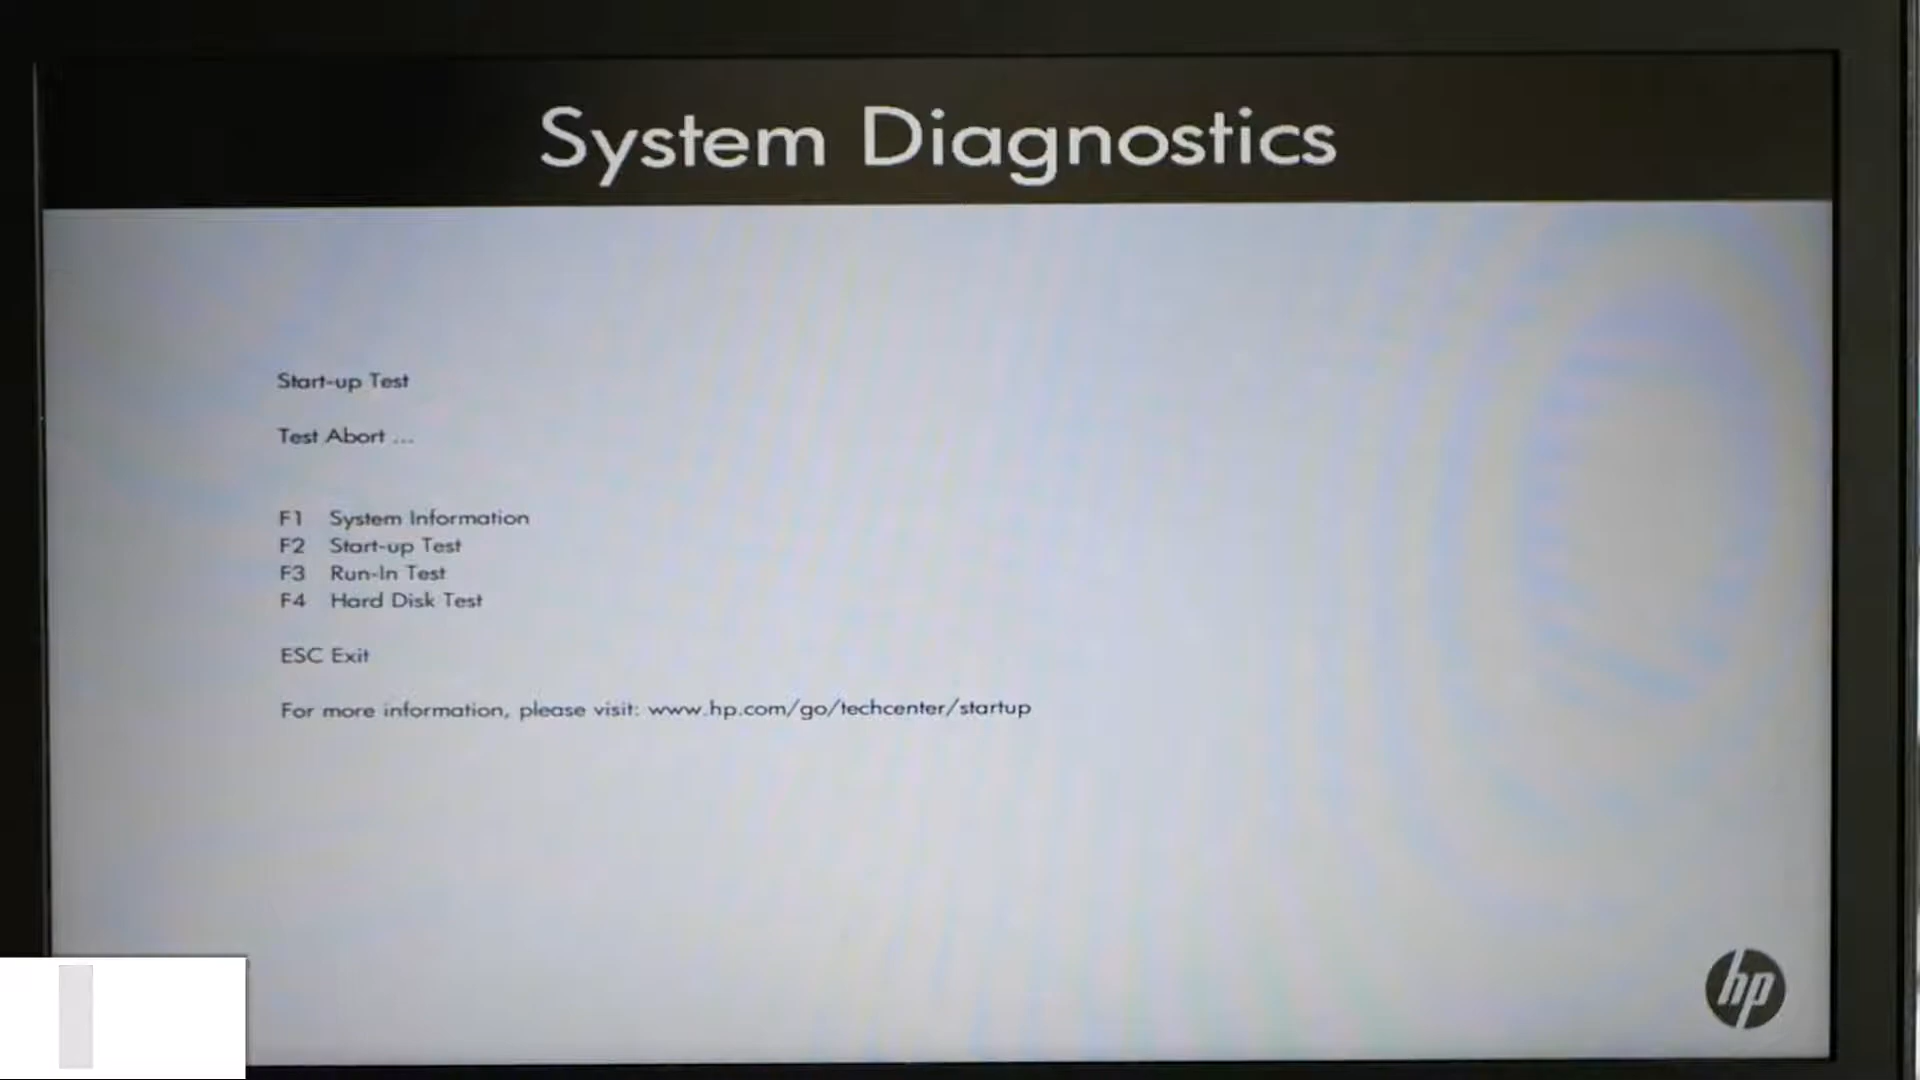 System Diagnostics
Start-up Test
Test Abort ...
F1 System Information
F2 Start-up Test
F3 Run-In Test
F4 Hard Disk Test
ESC Exit
For more information, please visit: www.hp.com/go/techcenter/startup
hp